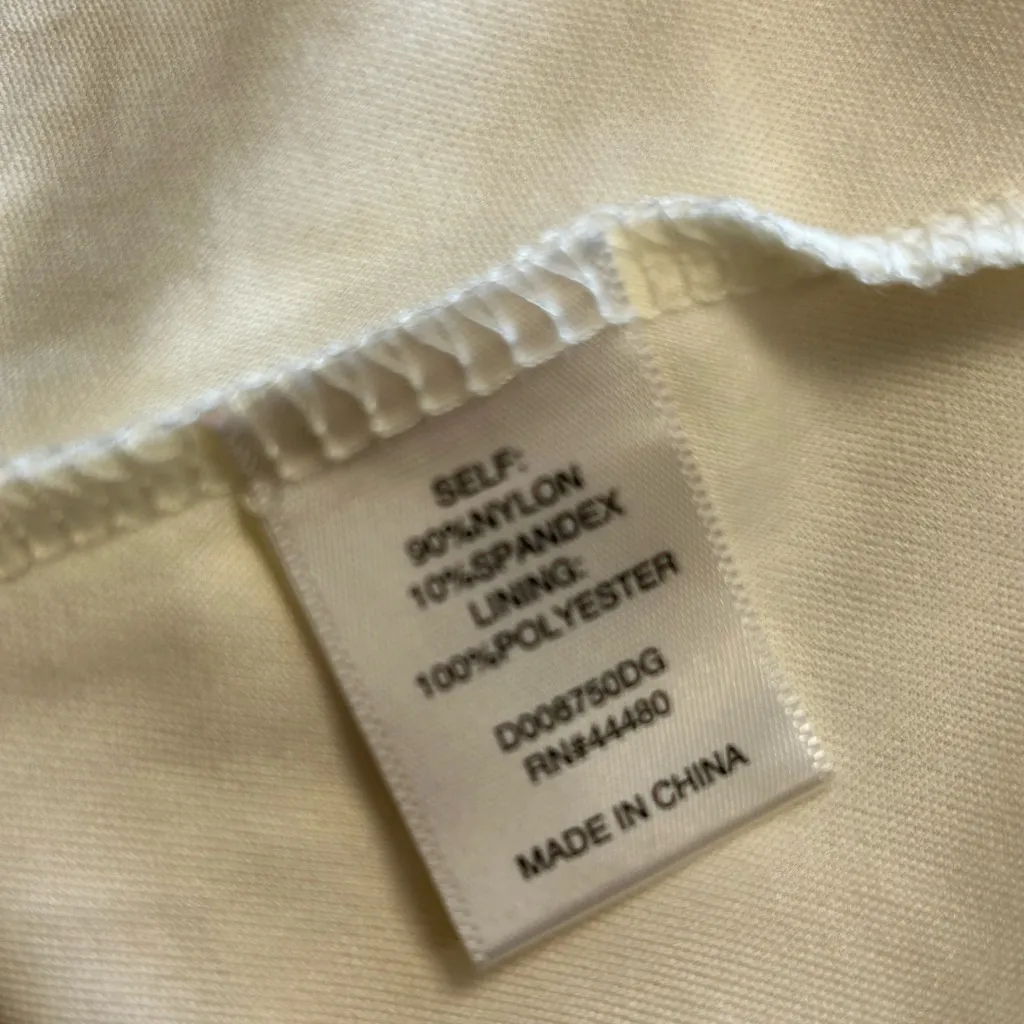 SELF:
90%NYLON
10%SPANDEX
LINING:
100%POLYESTER
D008750DG
RN#44480
MADE IN CHINA